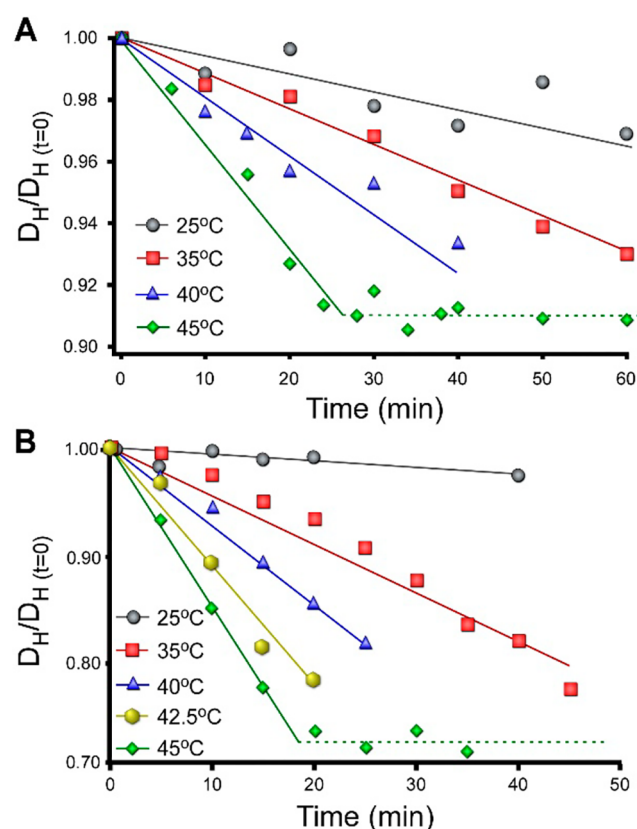 A
1.00
0.98
0.96
0.94
0.92
0.90
D_H/D_H (t=0)
25ºC
35ºC
40ºC
45ºC
0 10 20 30 40 50 60
Time (min)
B
1.00
0.90
0.80
0.70
D_H/D_H (t=0)
25ºC
35ºC
40ºC
42.5ºC
45ºC
0 10 20 30 40 50
Time (min)